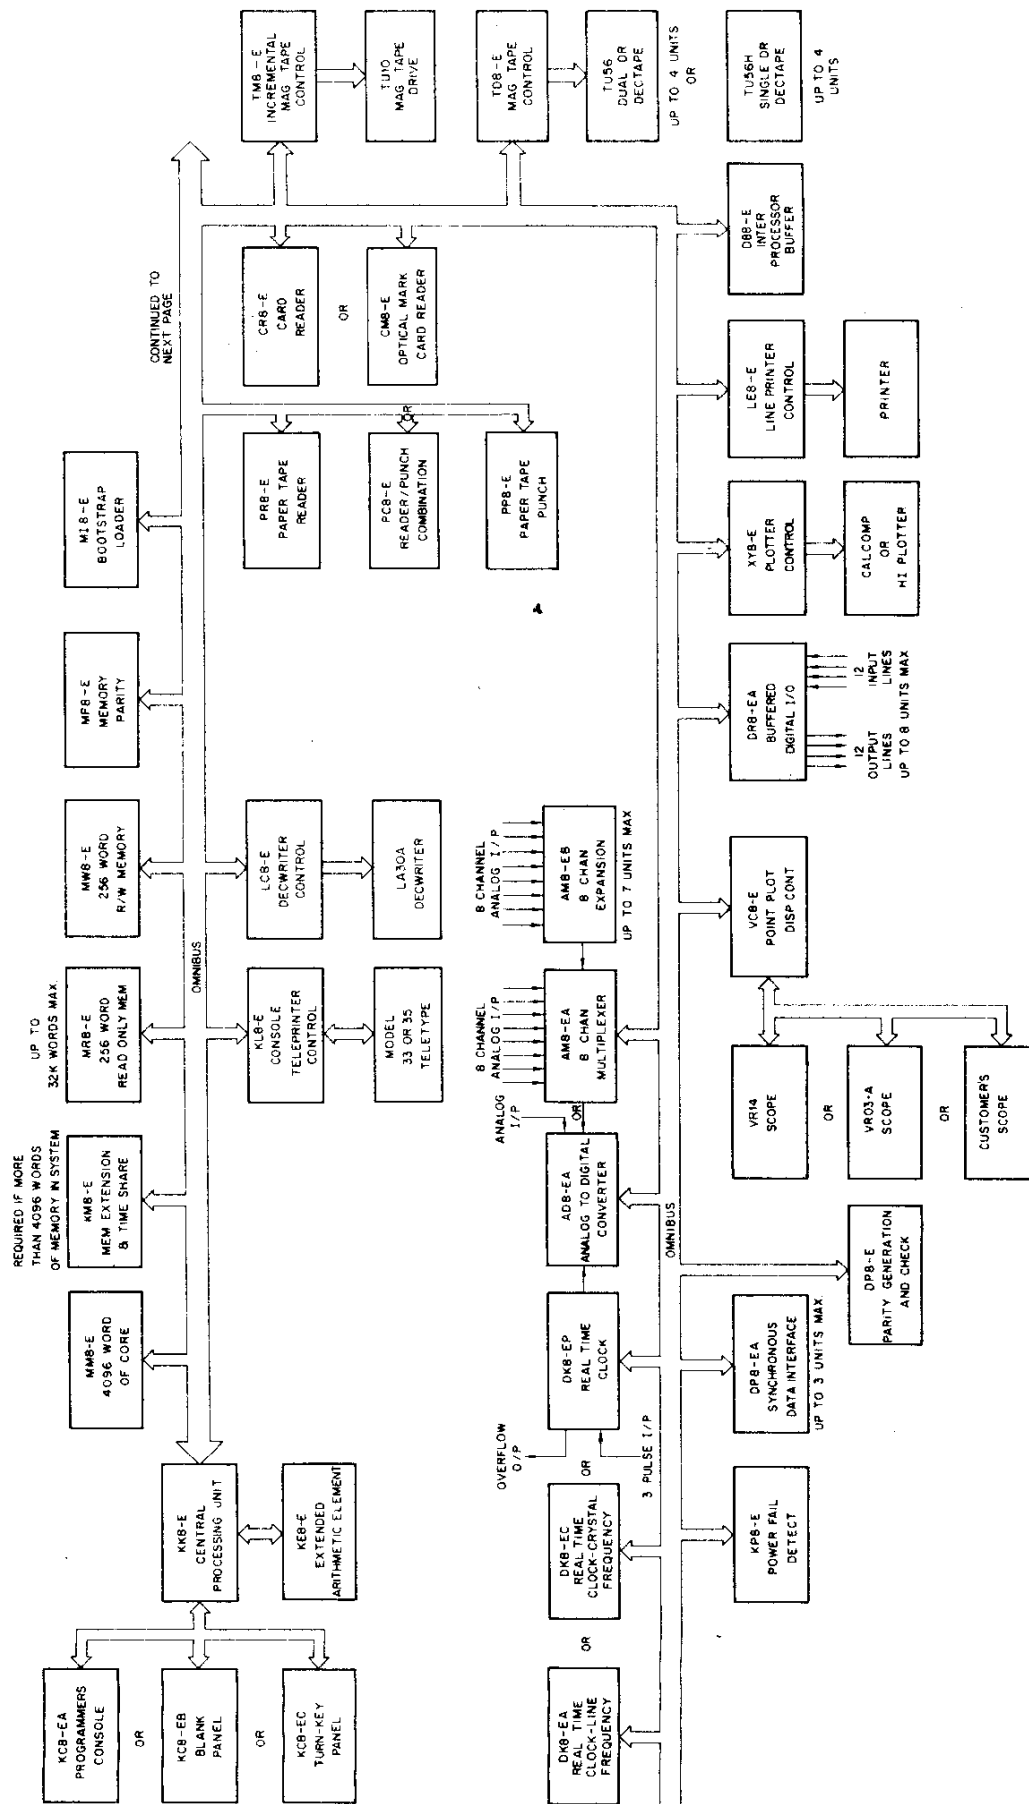 TM8-E
INCREMENTAL
MAG TAPE
CONTROL
TU10
MAG TAPE
DRIVE
TD8-E
MAG TAPE
CONTROL
TU56
DUAL OR
DECTAPE
UP TO 4 UNITS
OR
TU56H
SINGLE DR
DECTAPE
UP TO 4
UNITS
CONTINUED TO
NEXT PAGE
CR8-E
CARD
READER
OR
CM8-E
OPTICAL MARK
CARD READER
DB8-E
INTER
PROCESSOR
BUFFER
MI8-E
BOOTSTRAP
LOADER
PR8-E
PAPER TAPE
READER
OR
PC8-E
READER/PUNCH
COMBINATION
PP8-E
PAPER TAPE
PUNCH
LE8-E
LINE PRINTER
CONTROL
PRINTER
XY8-E
PLOTTER
CONTROL
CALCOMP
OR
HI PLOTTER
MP8-E
MEMORY
PARITY
DR8-EA
BUFFERED
DIGITAL I/O
12
INPUT
LINES
12
OUTPUT
LINES
UP TO 8 UNITS MAX
MW8-E
256 WORD
R/W MEMORY
LC8-E
DECWRITER
CONTROL
LA30A
DECWRITER
8 CHANNEL
ANALOG I/P
AM8-EB
8 CHAN
EXPANSION
UP TO 7 UNITS MAX
VC8-E
POINT PLOT
DISP CONT
OMNIBUS
UP TO
32K WORDS MAX.
MR8-E
256 WORD
READ ONLY MEM
KL8-E
CONSOLE
TELEPRINTER
CONTROL
MODEL
33 OR 35
TELETYPE
8 CHANNEL
ANALOG I/P
AM8-EA
8 CHAN
MULTIPLEXER
OR
VR14
SCOPE
OR
VR03-A
SCOPE
OR
CUSTOMER'S
SCOPE
REQUIRED IF MORE
THAN 4096 WORDS
OF MEMORY IN SYSTEM
KM8-E
MEM EXTENSION
& TIME SHARE
ANALOG
I/P
AD8-EA
ANALOG TO DIGITAL
CONVERTER
OMNIBUS
DP8-E
PARITY GENERATION
AND CHECK
MM8-E
4096 WORD
OF CORE
DK8-EP
REAL TIME
CLOCK
OVERFLOW
O/P
OR
3 PULSE I/P
DP8-EA
SYNCHRONOUS
DATA INTERFACE
UP TO 3 UNITS MAX.
KK8-E
CENTRAL
PROCESSING UNIT
KE8-E
EXTENDED
ARITHMETIC ELEMENT
DK8-EC
REAL TIME
CLOCK-CRYSTAL
FREQUENCY
KP8-E
POWER FAIL
DETECT
OR
KC8-EA
PROGRAMMERS
CONSOLE
OR
KC8-EB
BLANK
PANEL
OR
KC8-EC
TURN-KEY
PANEL
DK8-EA
REAL TIME
CLOCK-LINE
FREQUENCY